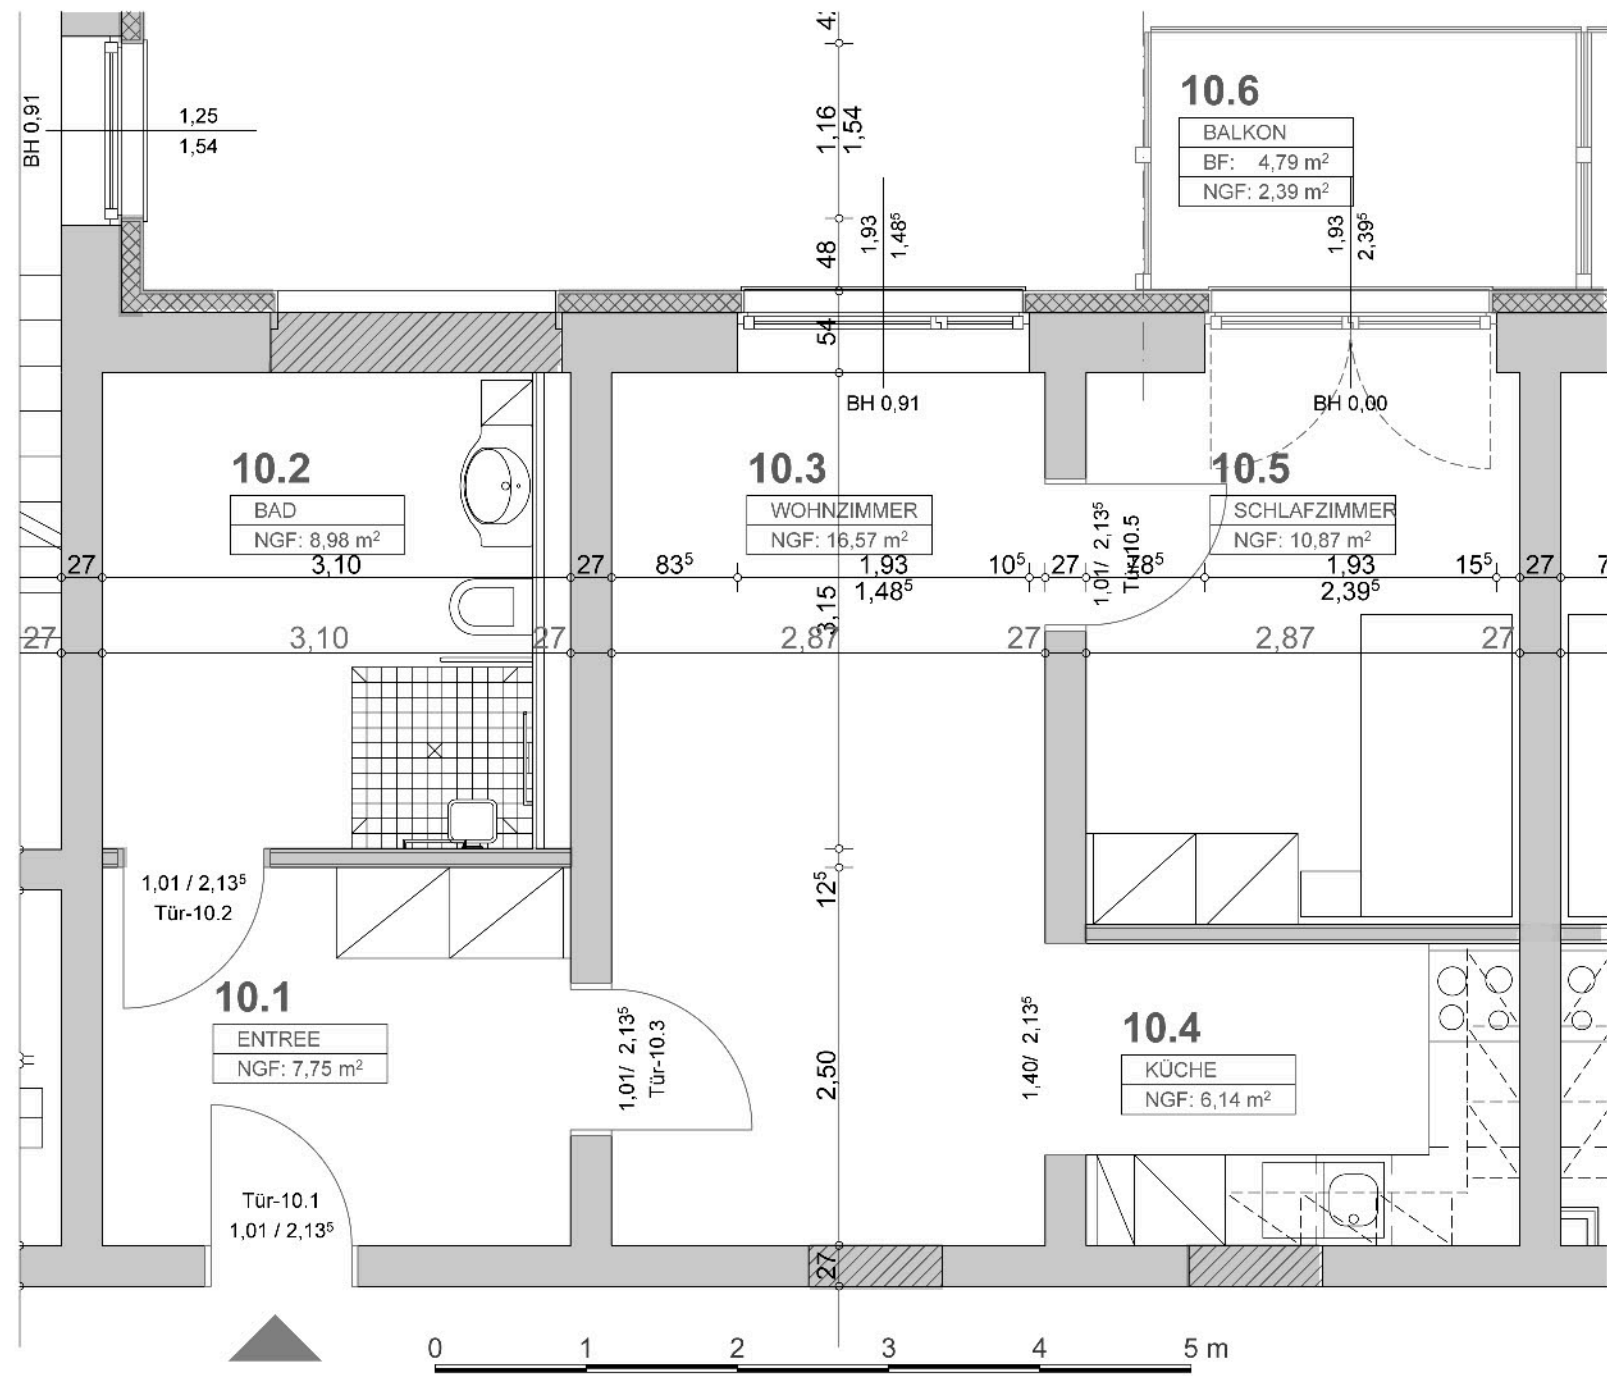 4
1,16
1,54
48
54
BH 0,91
1,25
1,54
10.6
BALKON
BF: 4,79 m²
NGF: 2,39 m²
1,93
1,48⁵
1,93
2,39⁵
BH 0,91
BH 0,00
10.2
BAD
NGF: 8,98 m²
10.3
WOHNZIMMER
NGF: 16,57 m²
10.5
SCHLAFZIMMER
NGF: 10,87 m²
1,01/ 2,13⁵
Tür-10.5
27
3,10
27
83⁵
1,93
1,48⁵
10⁵
27
78⁵
1,93
2,39⁵
15⁵
27
7
3,15
27
3,10
27
2,87
27
2,87
27
1,01 / 2,13⁵
Tür-10.2
12⁵
10.1
ENTREE
NGF: 7,75 m²
1,01/ 2,13⁵
Tür-10.3
2,50
1,40/ 2,13⁵
10.4
KÜCHE
NGF: 6,14 m²
Tür-10.1
1,01 / 2,13⁵
27
0 1 2 3 4 5 m